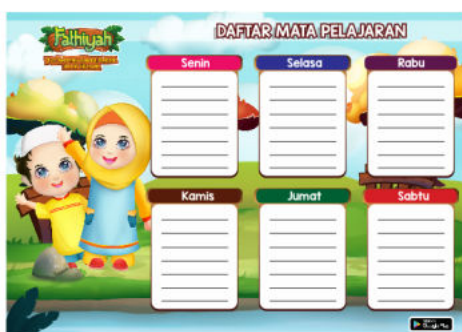 Fathiyah
DAFTAR MATA PELAJARAN
Senin
Selasa
Rabu
Kamis
Jumat
Sabtu